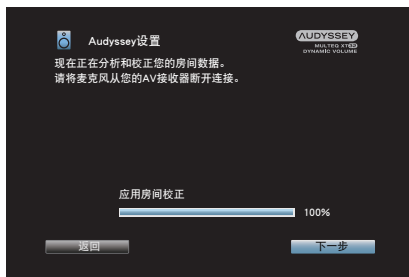 Audyssey设置
AUDYSSEY
MULTEQ XT32
DYNAMIC VOLUME
现在正在分析和校正您的房间数据。
请将麦克风从您的AV接收器断开连接。
应用房间校正
100%
返回
下一步